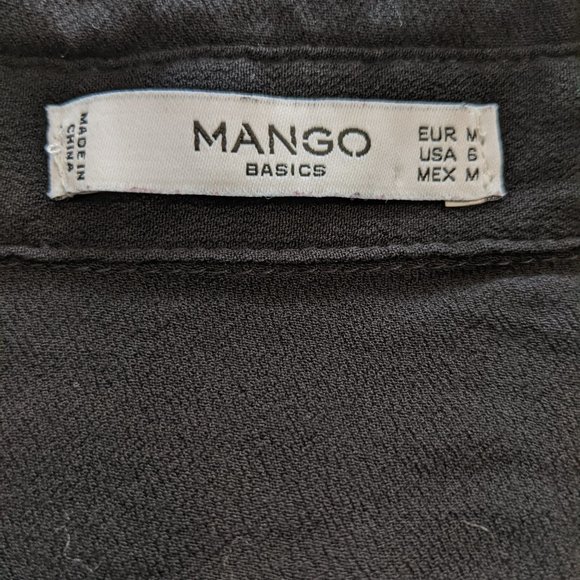 MADE IN
CHINA
MANGO
BASICS
EUR M
USA 6
MEX M